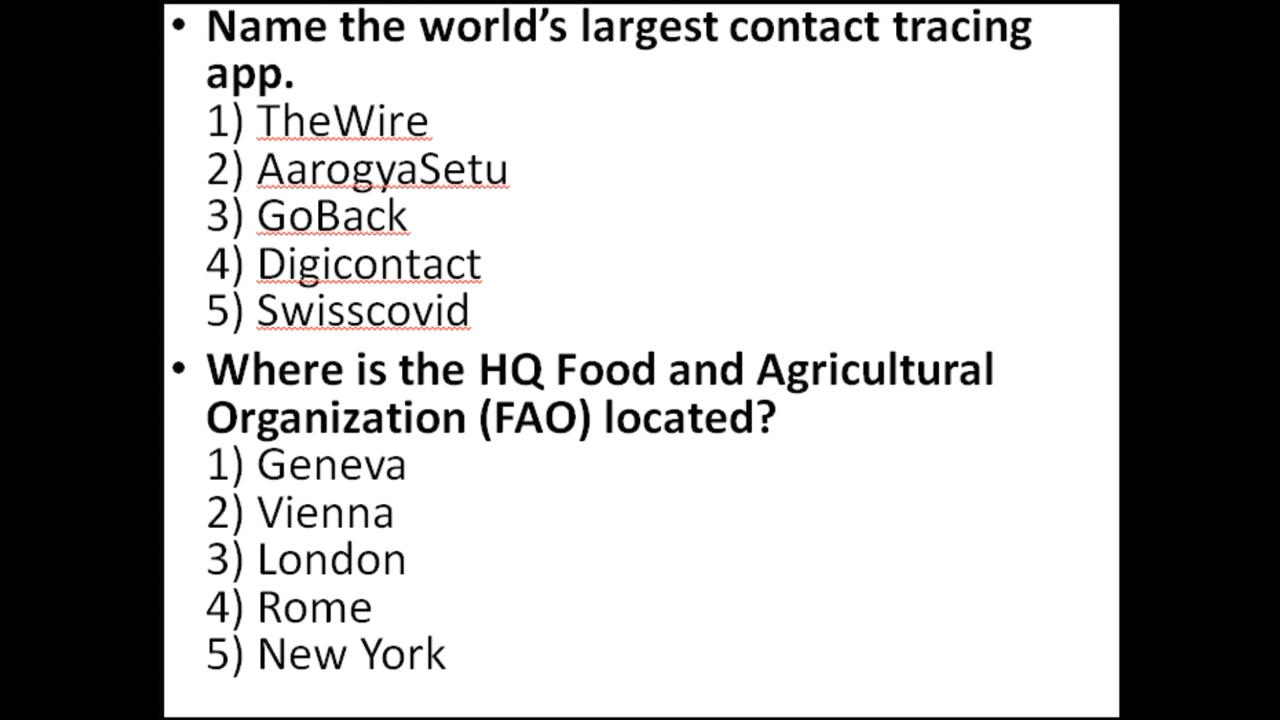 • Name the world's largest contact tracing
app.
1) TheWire
2) AarogyaSetu
3) GoBack
4) Digicontact
5) Swisscovid
• Where is the HQ Food and Agricultural
Organization (FAO) located?
1) Geneva
2) Vienna
3) London
4) Rome
5) New York